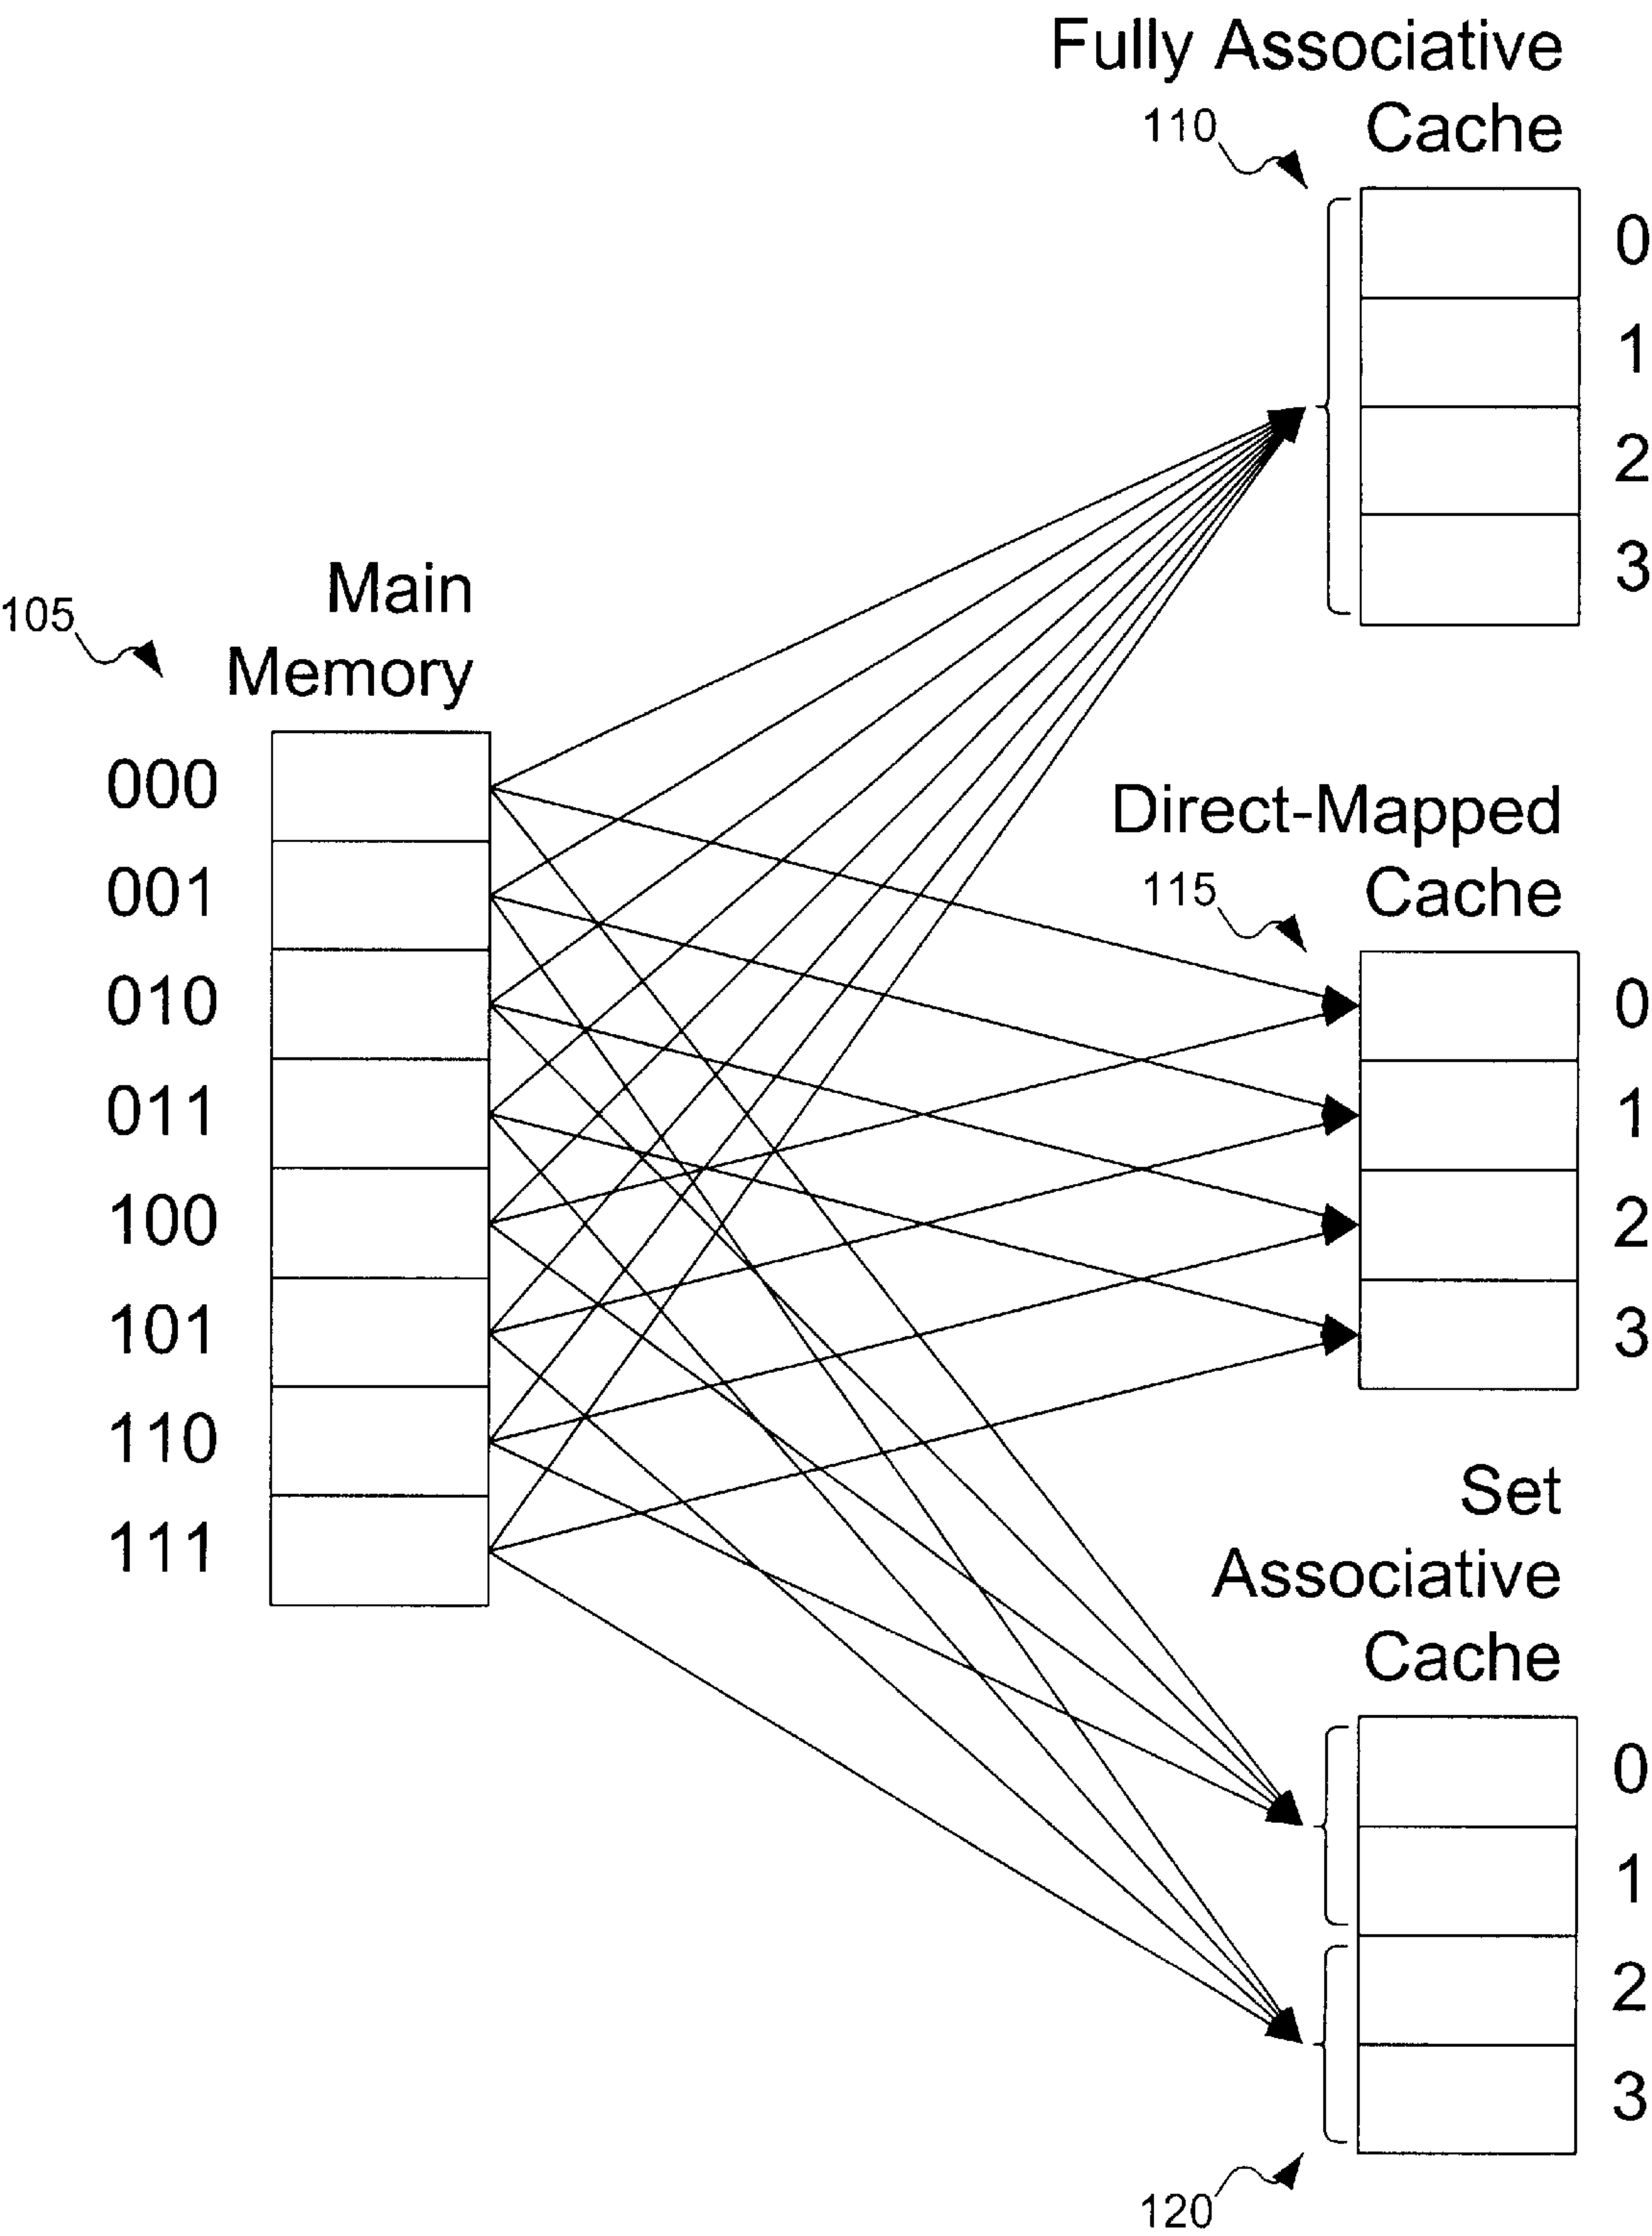 Fully Associative
Cache
110
0
1
2
3
Main
Memory
105
000
001
010
011
100
101
110
111
Direct-Mapped
Cache
115
0
1
2
3
Set
Associative
Cache
0
1
2
3
120